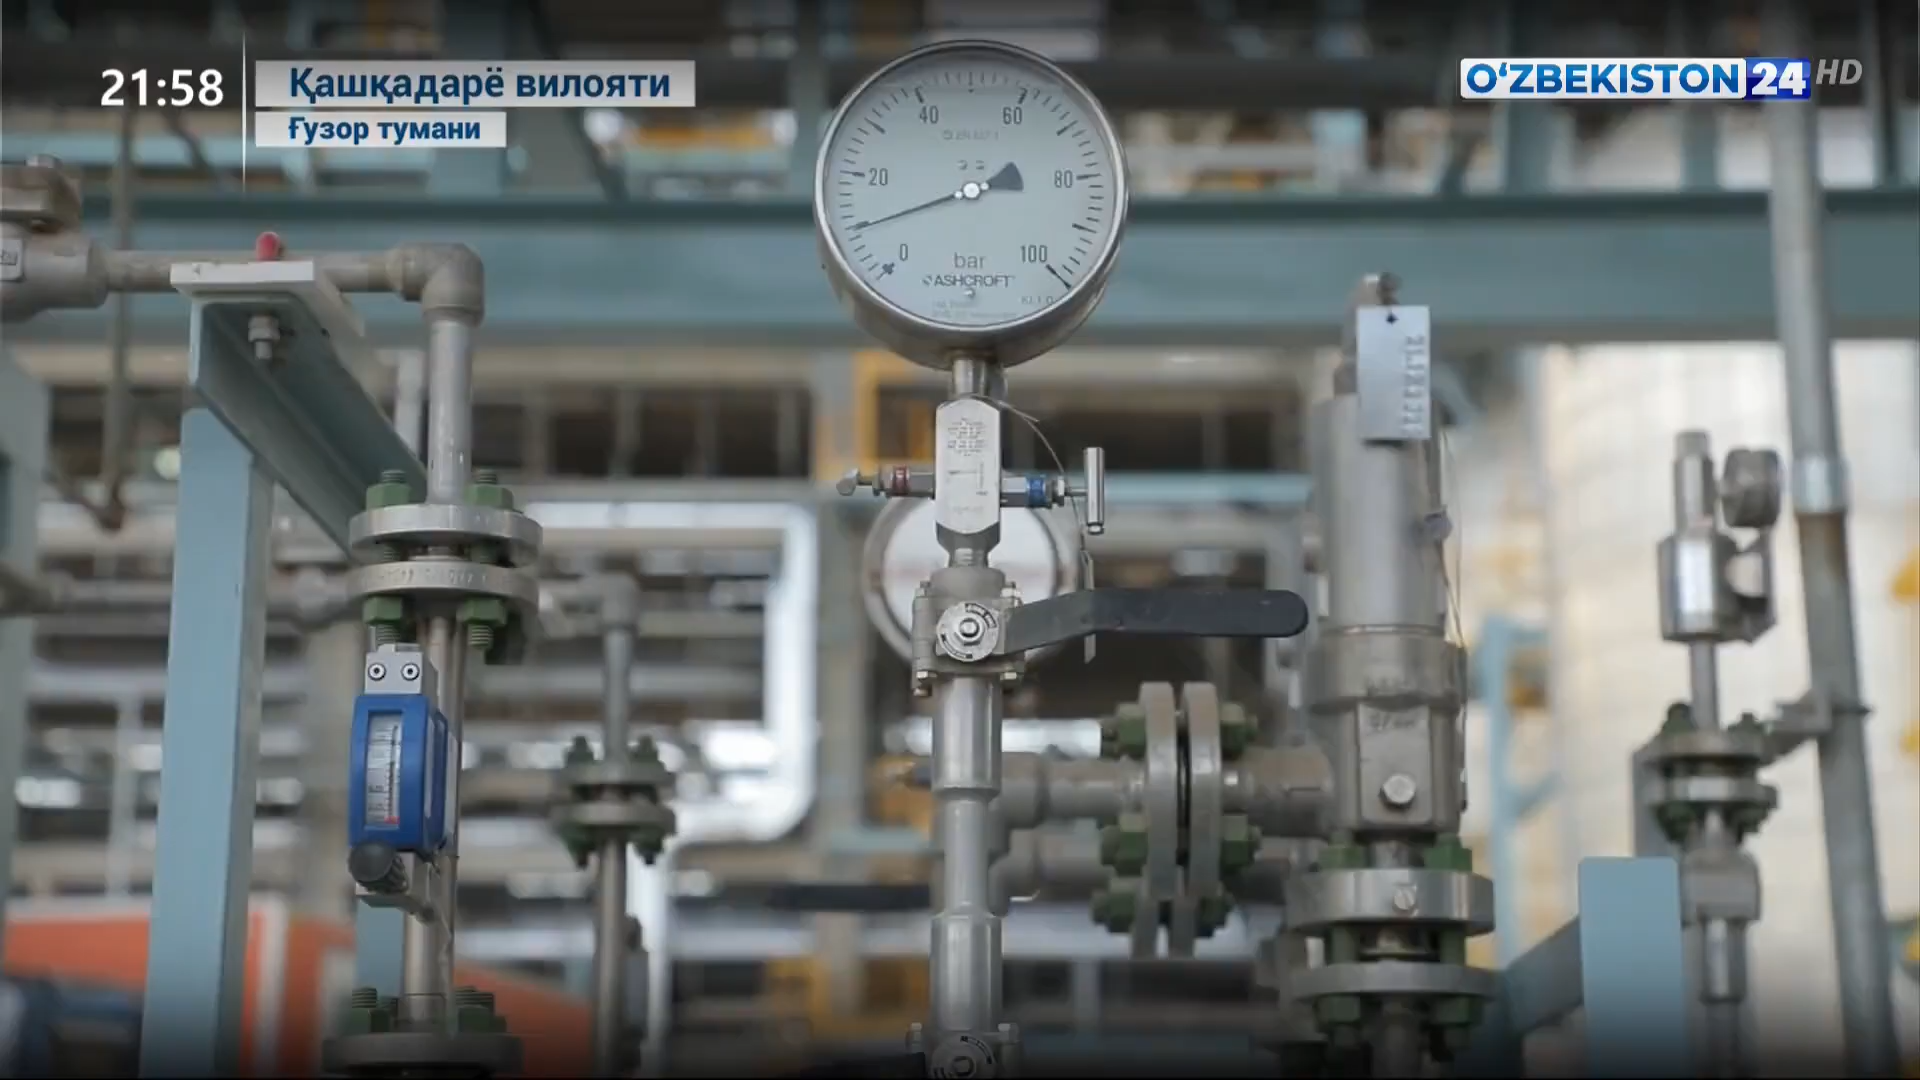 21:58
Қашқадарё вилояти
Ғузор тумани
O‘ZBEKISTON 24 HD
40
60
20
80
0
100
bar
ASHCROFT